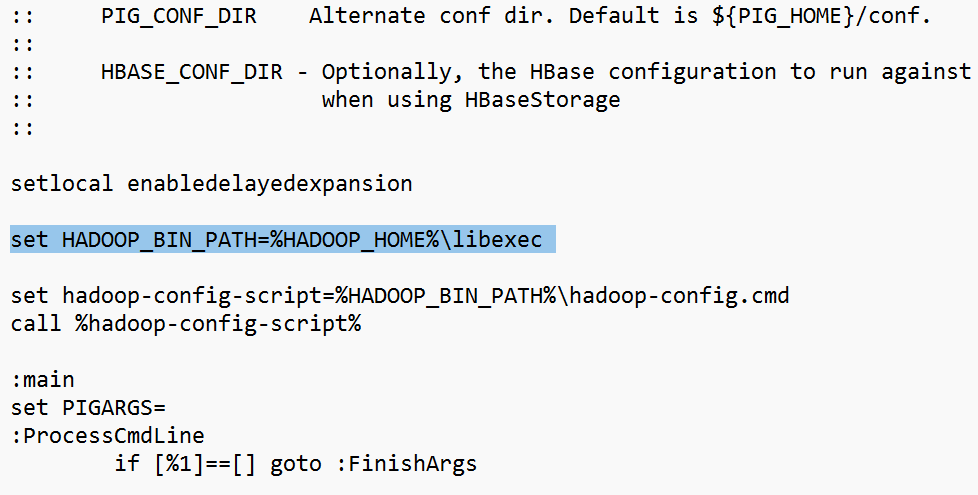 ::     PIG_CONF_DIR    Alternate conf dir. Default is ${PIG_HOME}/conf.
::
::     HBASE_CONF_DIR - Optionally, the HBase configuration to run against
::                      when using HBaseStorage
::
setlocal enabledelayedexpansion
set HADOOP_BIN_PATH=%HADOOP_HOME%\libexec
set hadoop-config-script=%HADOOP_BIN_PATH%\hadoop-config.cmd
call %hadoop-config-script%
:main
set PIGARGS=
:ProcessCmdLine
        if [%1]==[] goto :FinishArgs